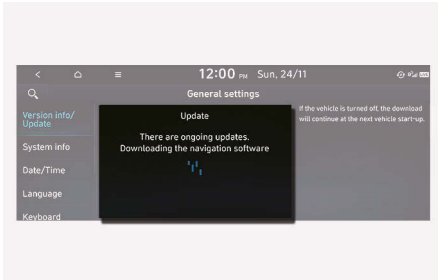 12:00 PM Sun, 24/11
General settings
Version info/
Update
System info
Date/Time
Language
Keyboard
Update
There are ongoing updates.
Downloading the navigation software
If the vehicle is turned off, the download
will continue at the next vehicle start-up.